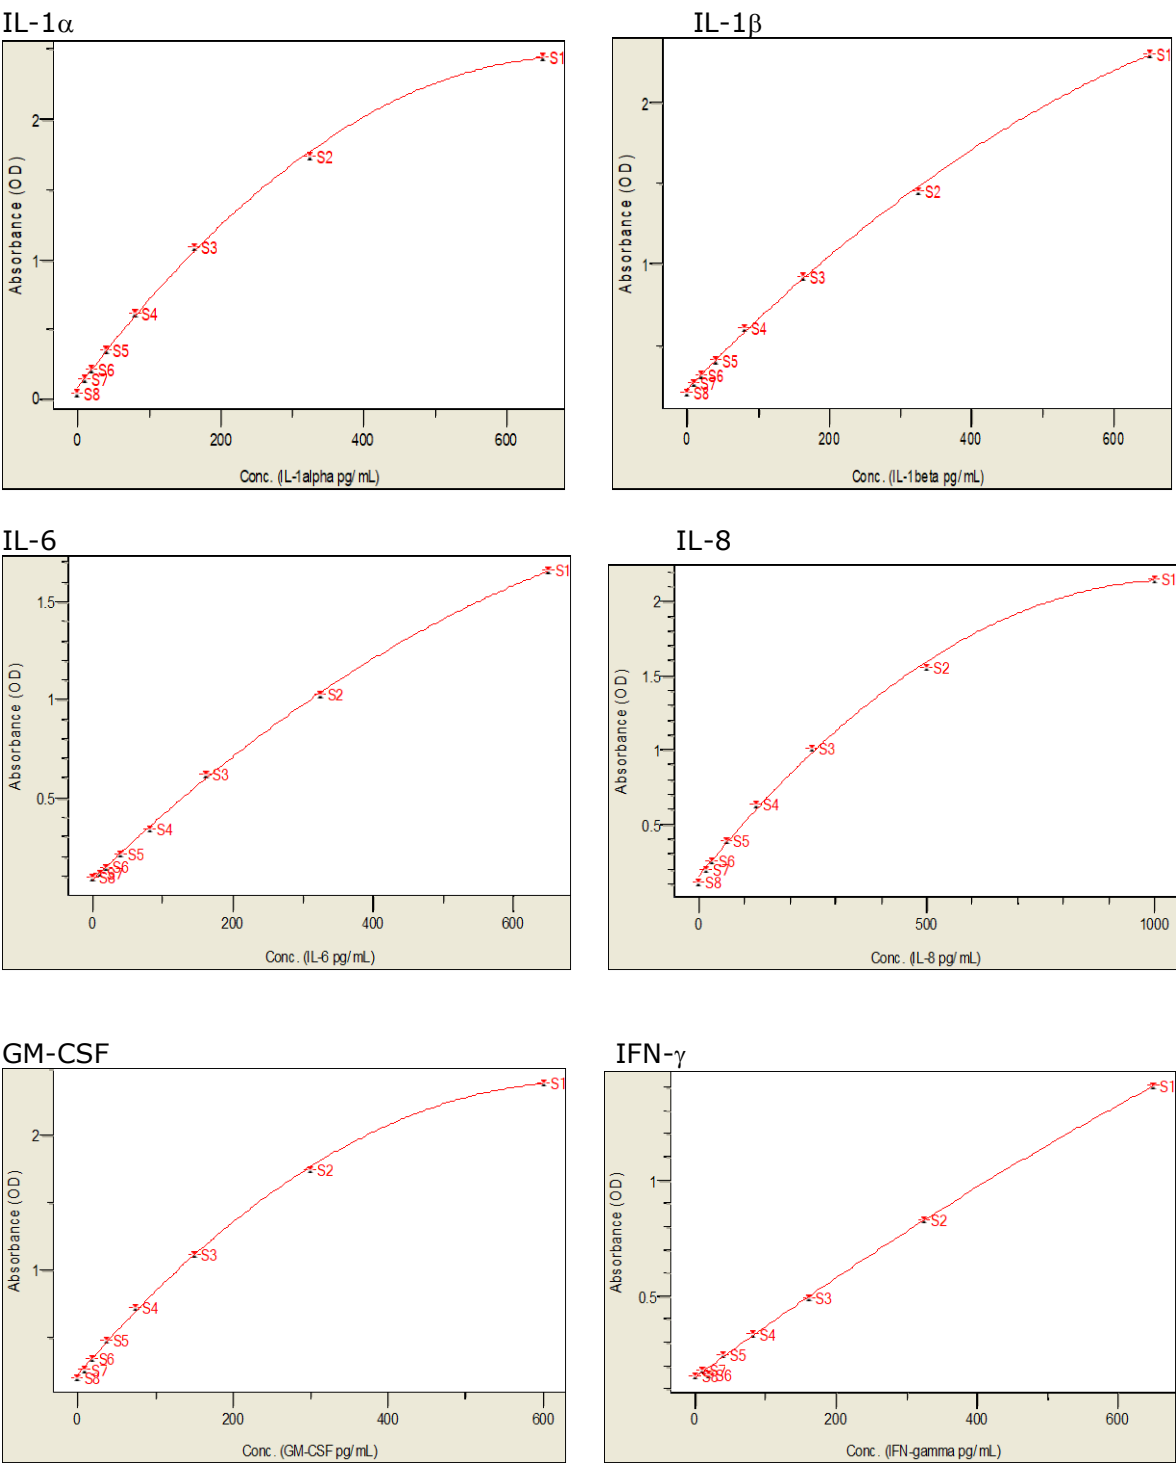 IL-1α
Absorbance (OD)
2
1
0
S1
S2
S3
S4
S5
S6
S7
S8
0 200 400 600
Conc. (IL-1alpha pg/mL)
IL-1β
Absorbance (OD)
2
1
S1
S2
S3
S4
S5
S6
S7
S8
0 200 400 600
Conc. (IL-1beta pg/mL)
IL-6
Absorbance (OD)
1.5
1
0.5
S1
S2
S3
S4
S5
S6
S7
S8
0 200 400 600
Conc. (IL-6 pg/mL)
IL-8
Absorbance (OD)
2
1.5
1
0.5
S1
S2
S3
S4
S5
S6
S7
S8
0 500 1000
Conc. (IL-8 pg/mL)
GM-CSF
Absorbance (OD)
2
1
S1
S2
S3
S4
S5
S6
S7
S8
0 200 400 600
Conc. (GM-CSF pg/mL)
IFN-γ
Absorbance (OD)
1
0.5
S1
S2
S3
S4
S5
S7
S8
S6
0 200 400 600
Conc. (IFN-gamma pg/mL)